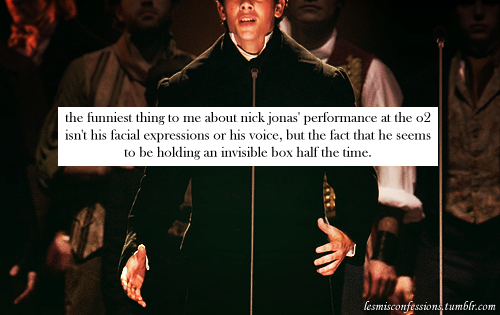 the funniest thing to me about nick jonas' performance at the o2
isn't his facial expressions or his voice, but the fact that he seems
to be holding an invisible box half the time.
lesmisconfessions.tumblr.com